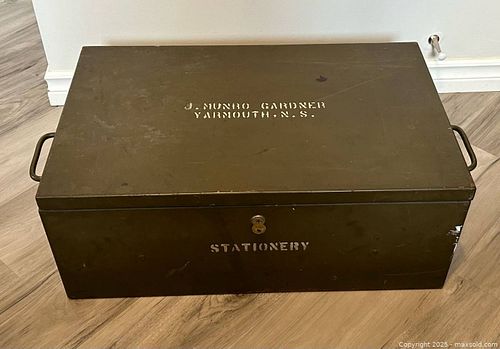 J. MUNRO GARDNER
YARMOUTH. N. S.
STATIONERY
Copyright 2025 - maxsold.com